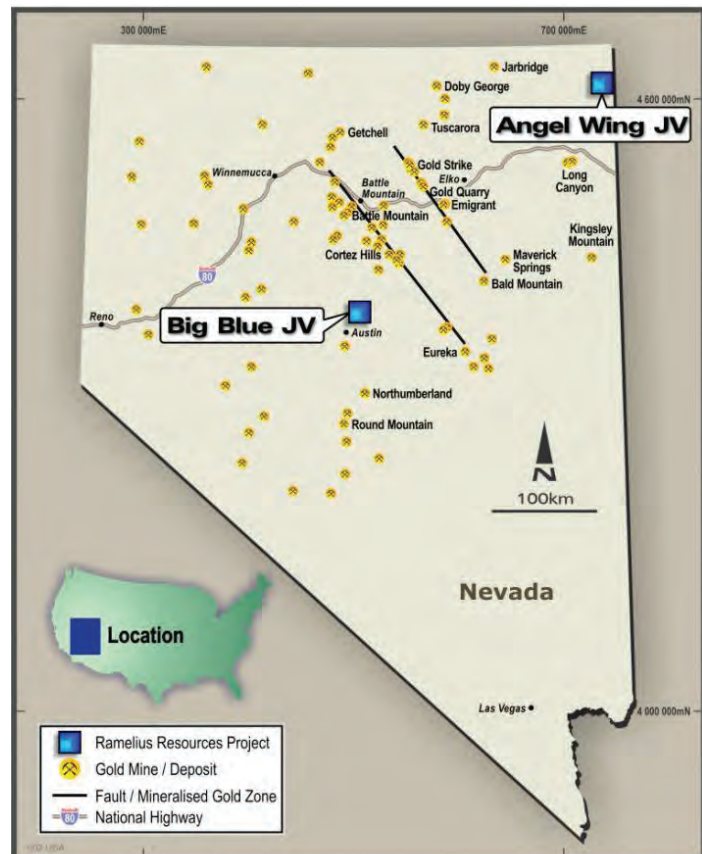 300 000mE
700 000mE
Jarbridge
Doby George
4 600 000mN
Angel Wing JV
Tuscarora
Getchell
Gold Strike
Elko
Long
Canyon
Winnemucca
Battle
Mountain
Gold Quarry
Emigrant
Battle Mountain
Kingsley
Mountain
Cortez Hills
Maverick
Springs
Bald Mountain
80
Big Blue JV
Reno
Austin
Eureka
Northumberland
Round Mountain
N
100km
Nevada
Location
Las Vegas
4 000 000mN
Ramelius Resources Project
Gold Mine / Deposit
Fault / Mineralised Gold Zone
80
National Highway